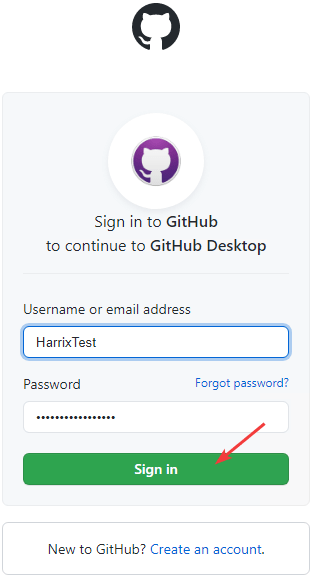 Sign in to GitHub
to continue to GitHub Desktop
Username or email address
HarrixTest
Password Forgot password?
•••••••••••••••••
Sign in
New to GitHub? Create an account.